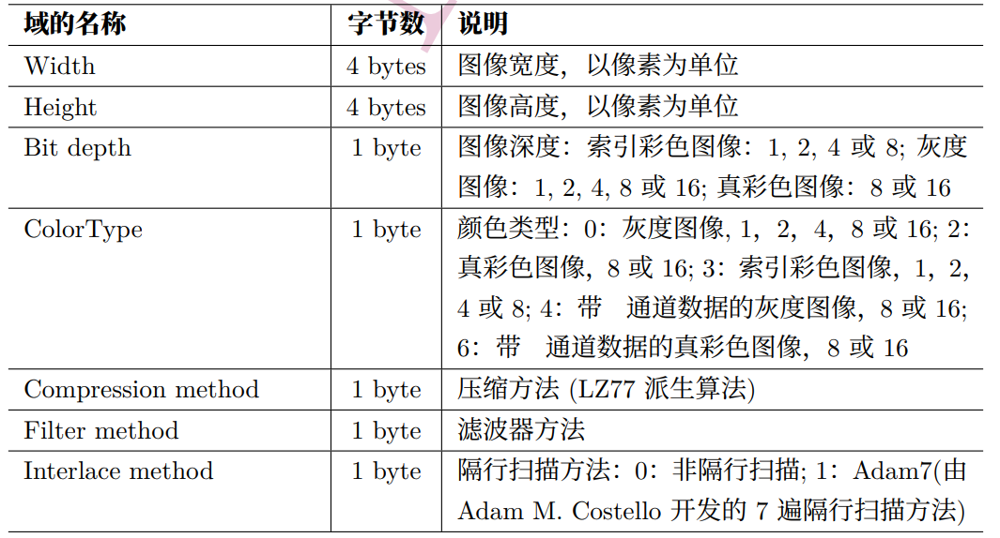 域的名称 字节数 说明
Width 4 bytes 图像宽度，以像素为单位
Height 4 bytes 图像高度，以像素为单位
Bit depth 1 byte 图像深度：索引彩色图像：1, 2, 4 或 8; 灰度
图像：1, 2, 4, 8 或 16; 真彩色图像：8 或 16
ColorType 1 byte 颜色类型：0：灰度图像, 1，2，4，8 或 16; 2：
真彩色图像，8 或 16; 3：索引彩色图像，1，2，
4 或 8; 4：带 通道数据的灰度图像，8 或 16;
6：带 通道数据的真彩色图像，8 或 16
Compression method 1 byte 压缩方法 (LZ77 派生算法)
Filter method 1 byte 滤波器方法
Interlace method 1 byte 隔行扫描方法：0：非隔行扫描; 1：Adam7(由
Adam M. Costello 开发的 7 遍隔行扫描方法)